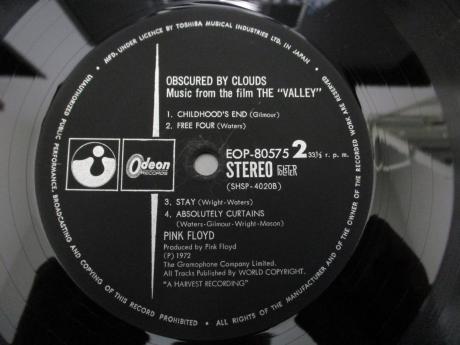 MFD. UNDER LICENCE BY TOSHIBA MUSICAL INDUSTRIES LTD. IN JAPAN
OBSCURED BY CLOUDS
Music from the film THE "VALLEY"
1. CHILDHOOD'S END (Gilmour)
2. FREE FOUR (Waters)
Odeon
RECORDS
EOP-80575 2 33⅓ r. p. m.
STEREO
(SHSP-4020B)
3. STAY (Wright-Waters)
4. ABSOLUTELY CURTAINS
(Waters-Gilmour-Wright-Mason)
PINK FLOYD
Produced by Pink Floyd
(P) 1972
The Gramophone Company Limited.
All Tracks Published By WORLD COPYRIGHT.
"A HARVEST RECORDING"
UNAUTHORIZED PUBLIC PERFORMANCE, BROADCASTING AND COPYING OF THIS RECORD PROHIBITED • ALL RIGHTS OF THE MANUFACTURER AND OF THE OWNER OF THE RECORDED WORK ARE RESERVED